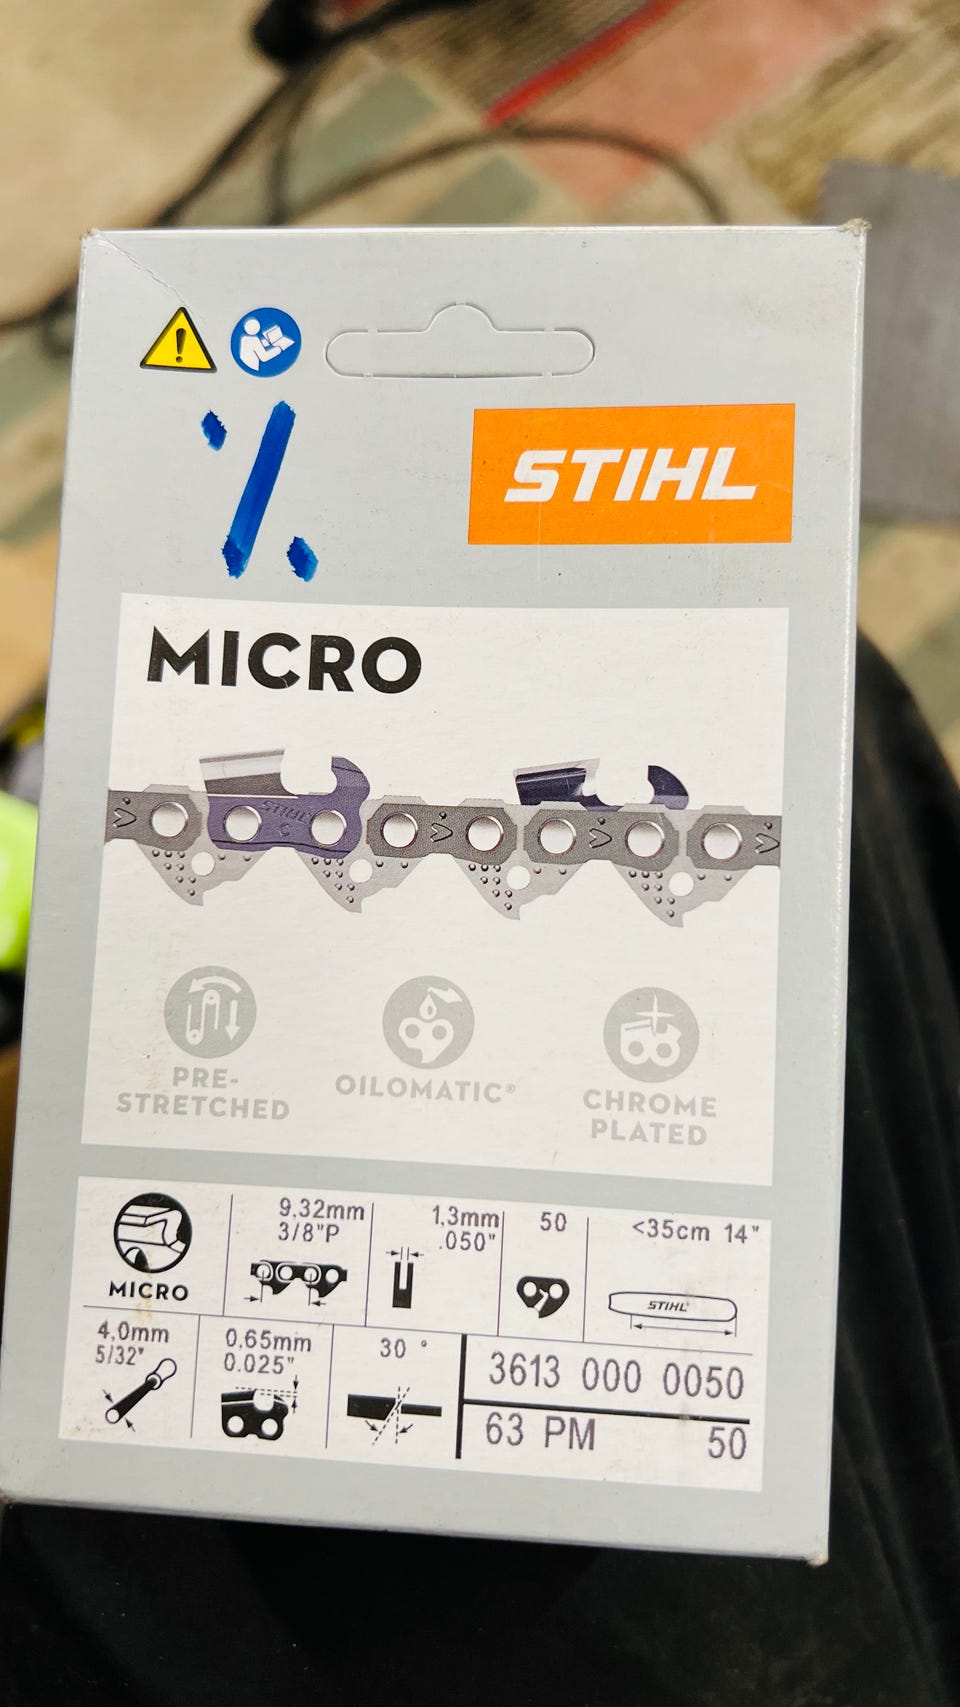 %
STIHL
MICRO
STIHL
C
PRE-
STRETCHED
OILOMATIC®
CHROME
PLATED
MICRO
9,32mm
3/8"P
1,3mm
.050"
50
<35cm 14"
STIHL
4,0mm
5/32"
0,65mm
0.025"
30 °
3613 000 0050
63 PM 50